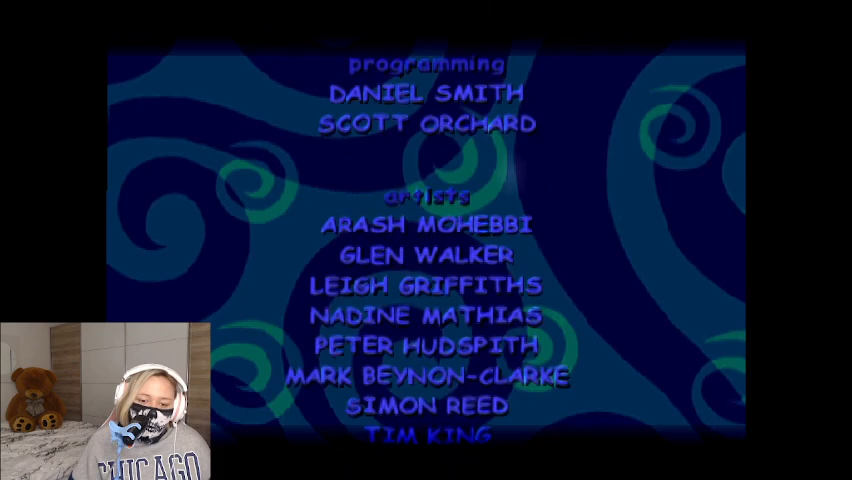 programming
DANIEL SMITH
SCOTT ORCHARD
artists
ARASH MOHEBBI
GLEN WALKER
LEIGH GRIFFITHS
NADINE MATHIAS
PETER HUDSPITH
MARK BEYNON-CLARKE
SIMON REED
TIM KING
CHICAGO